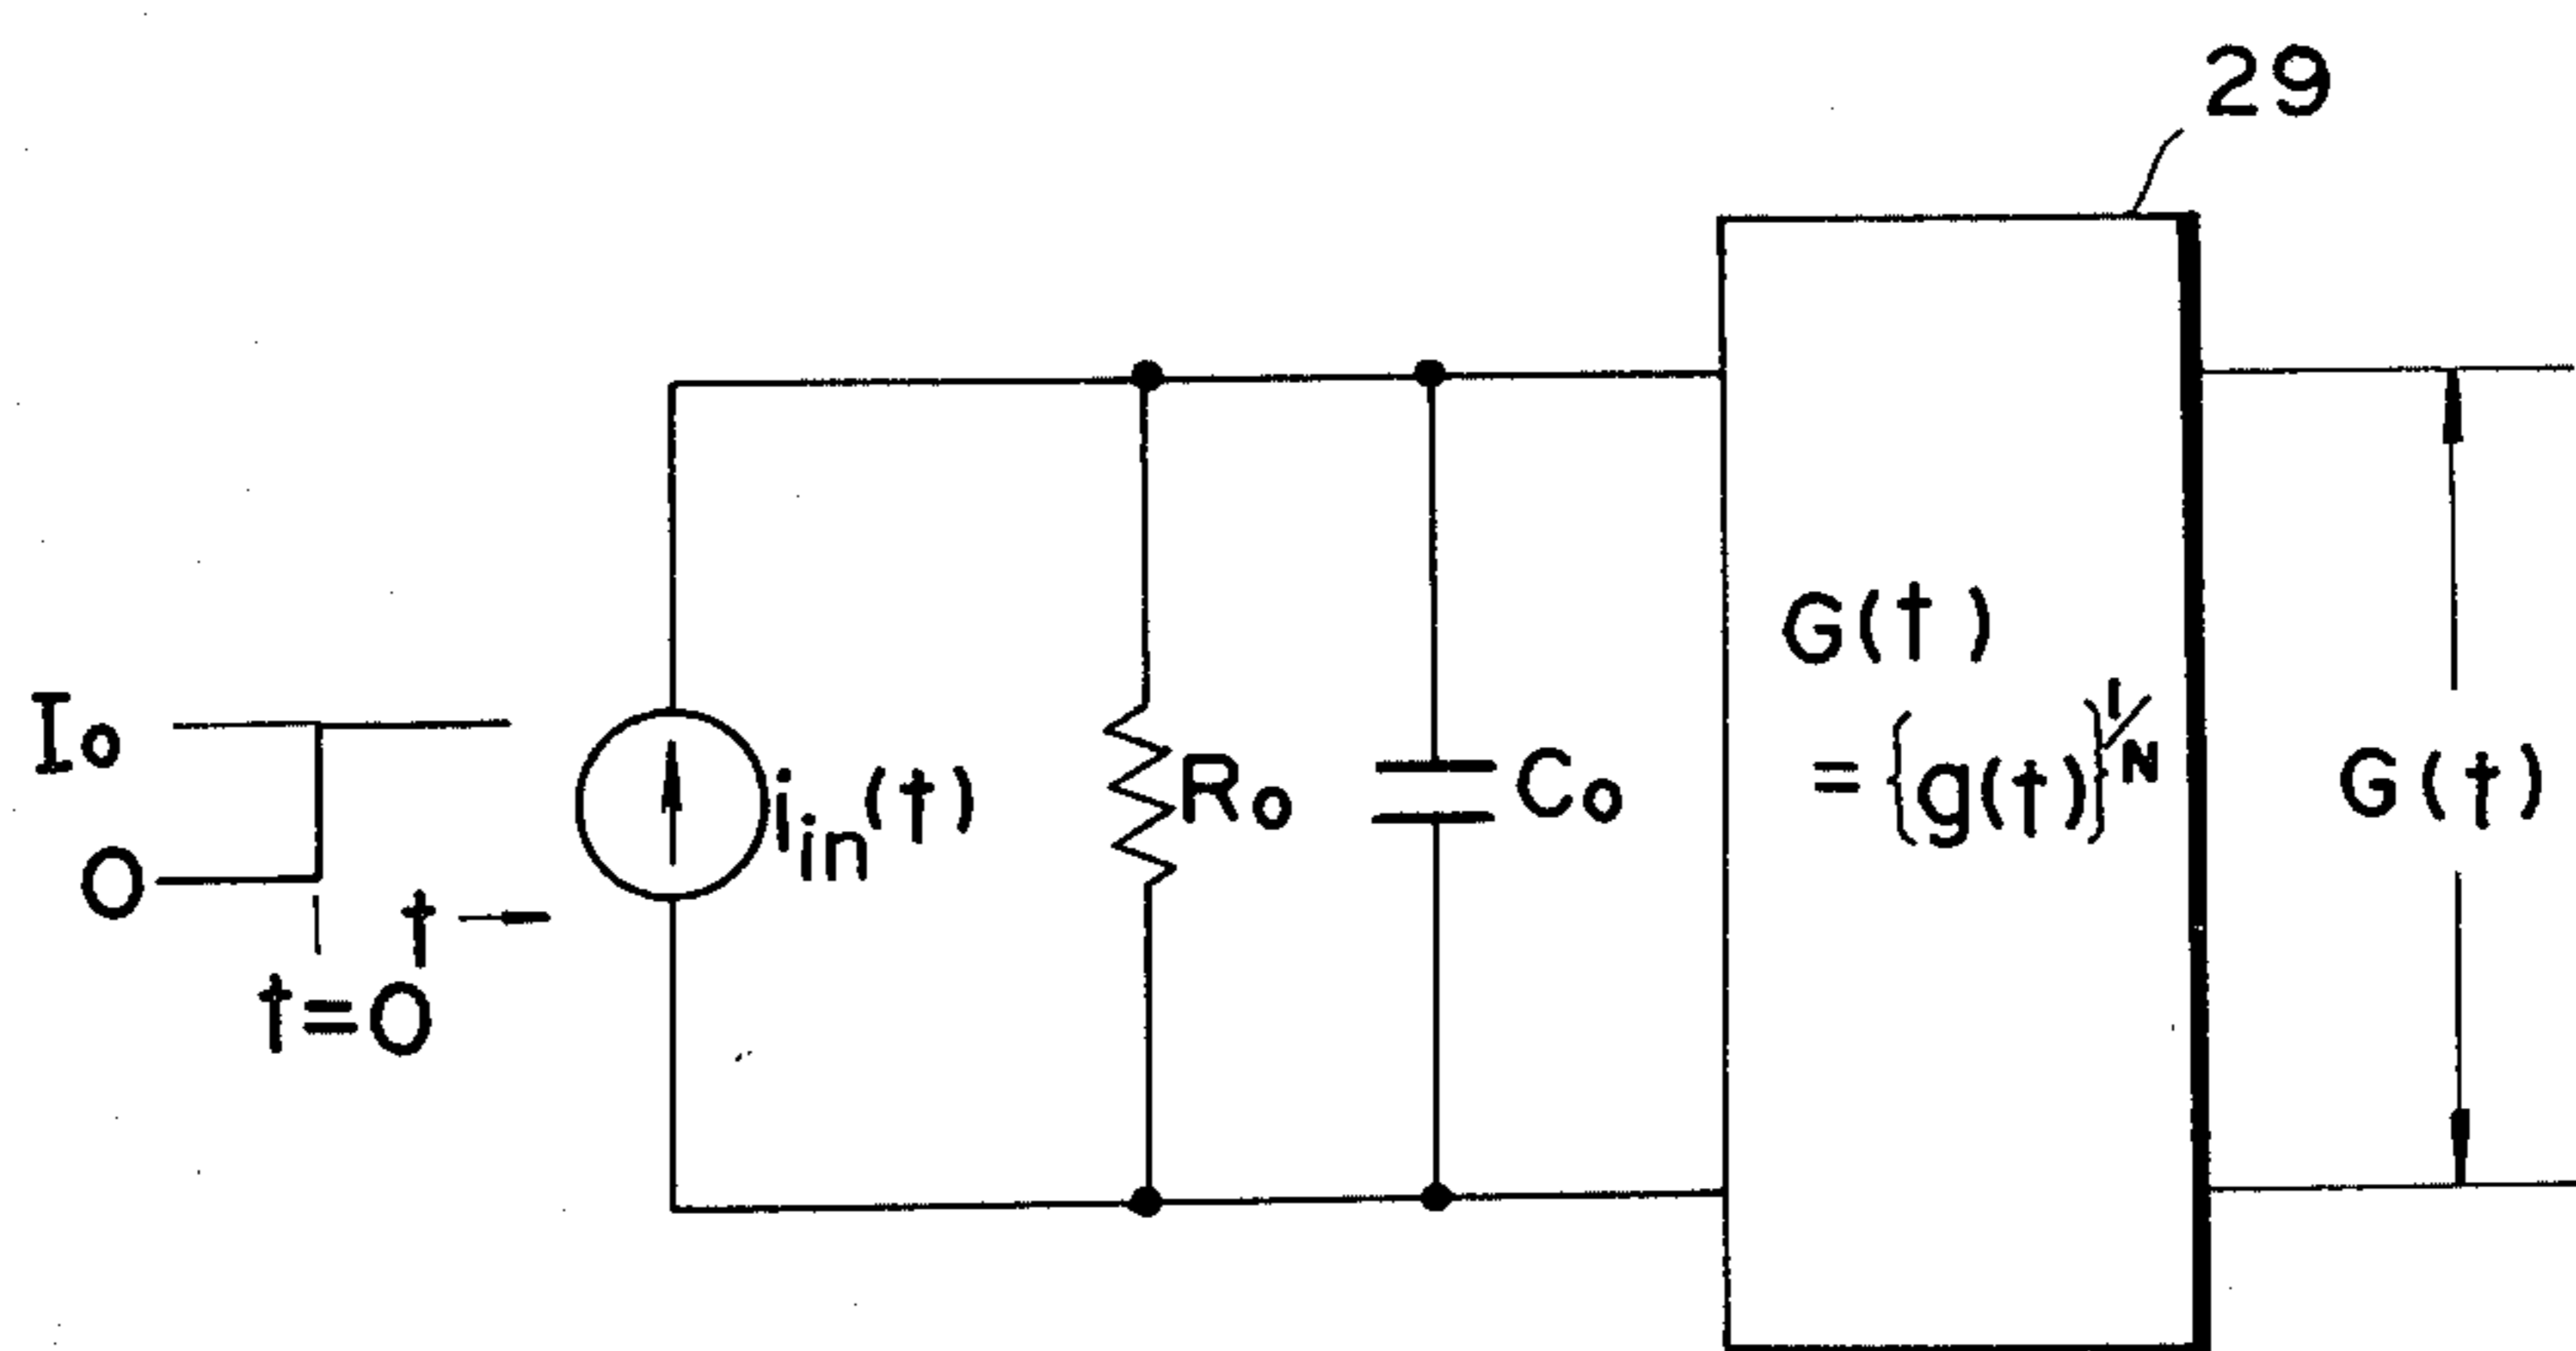 29
G(t)
={g(t)}^1/N
G(t)
Io
O
iin(t)
Ro
Co
t
t=O